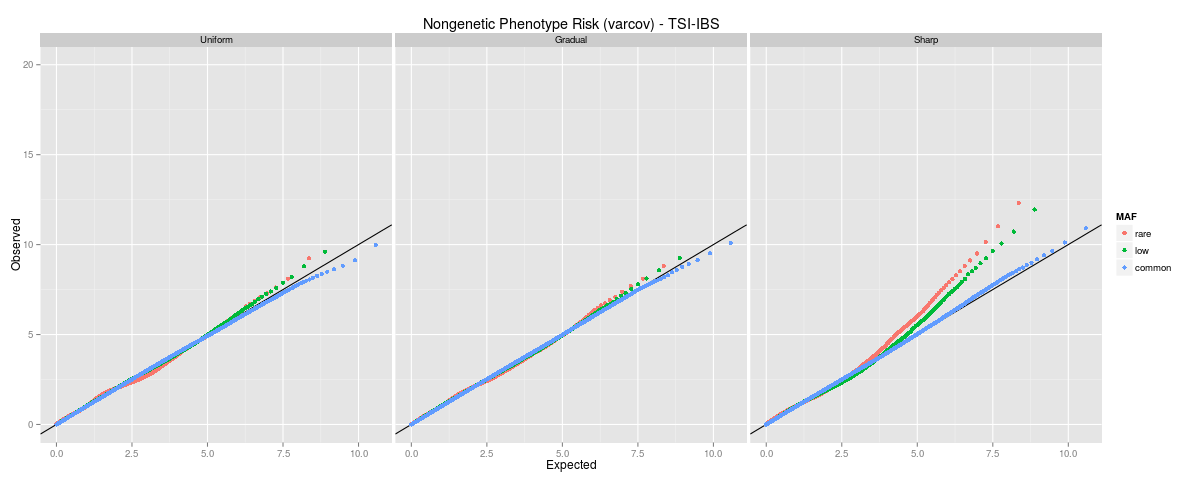 Nongenetic Phenotype Risk (varcov) - TSI-IBS
Uniform
Gradual
Sharp
20
15
10
5
0
Observed
0.0 2.5 5.0 7.5 10.0
0.0 2.5 5.0 7.5 10.0
0.0 2.5 5.0 7.5 10.0
Expected
MAF
rare
low
common